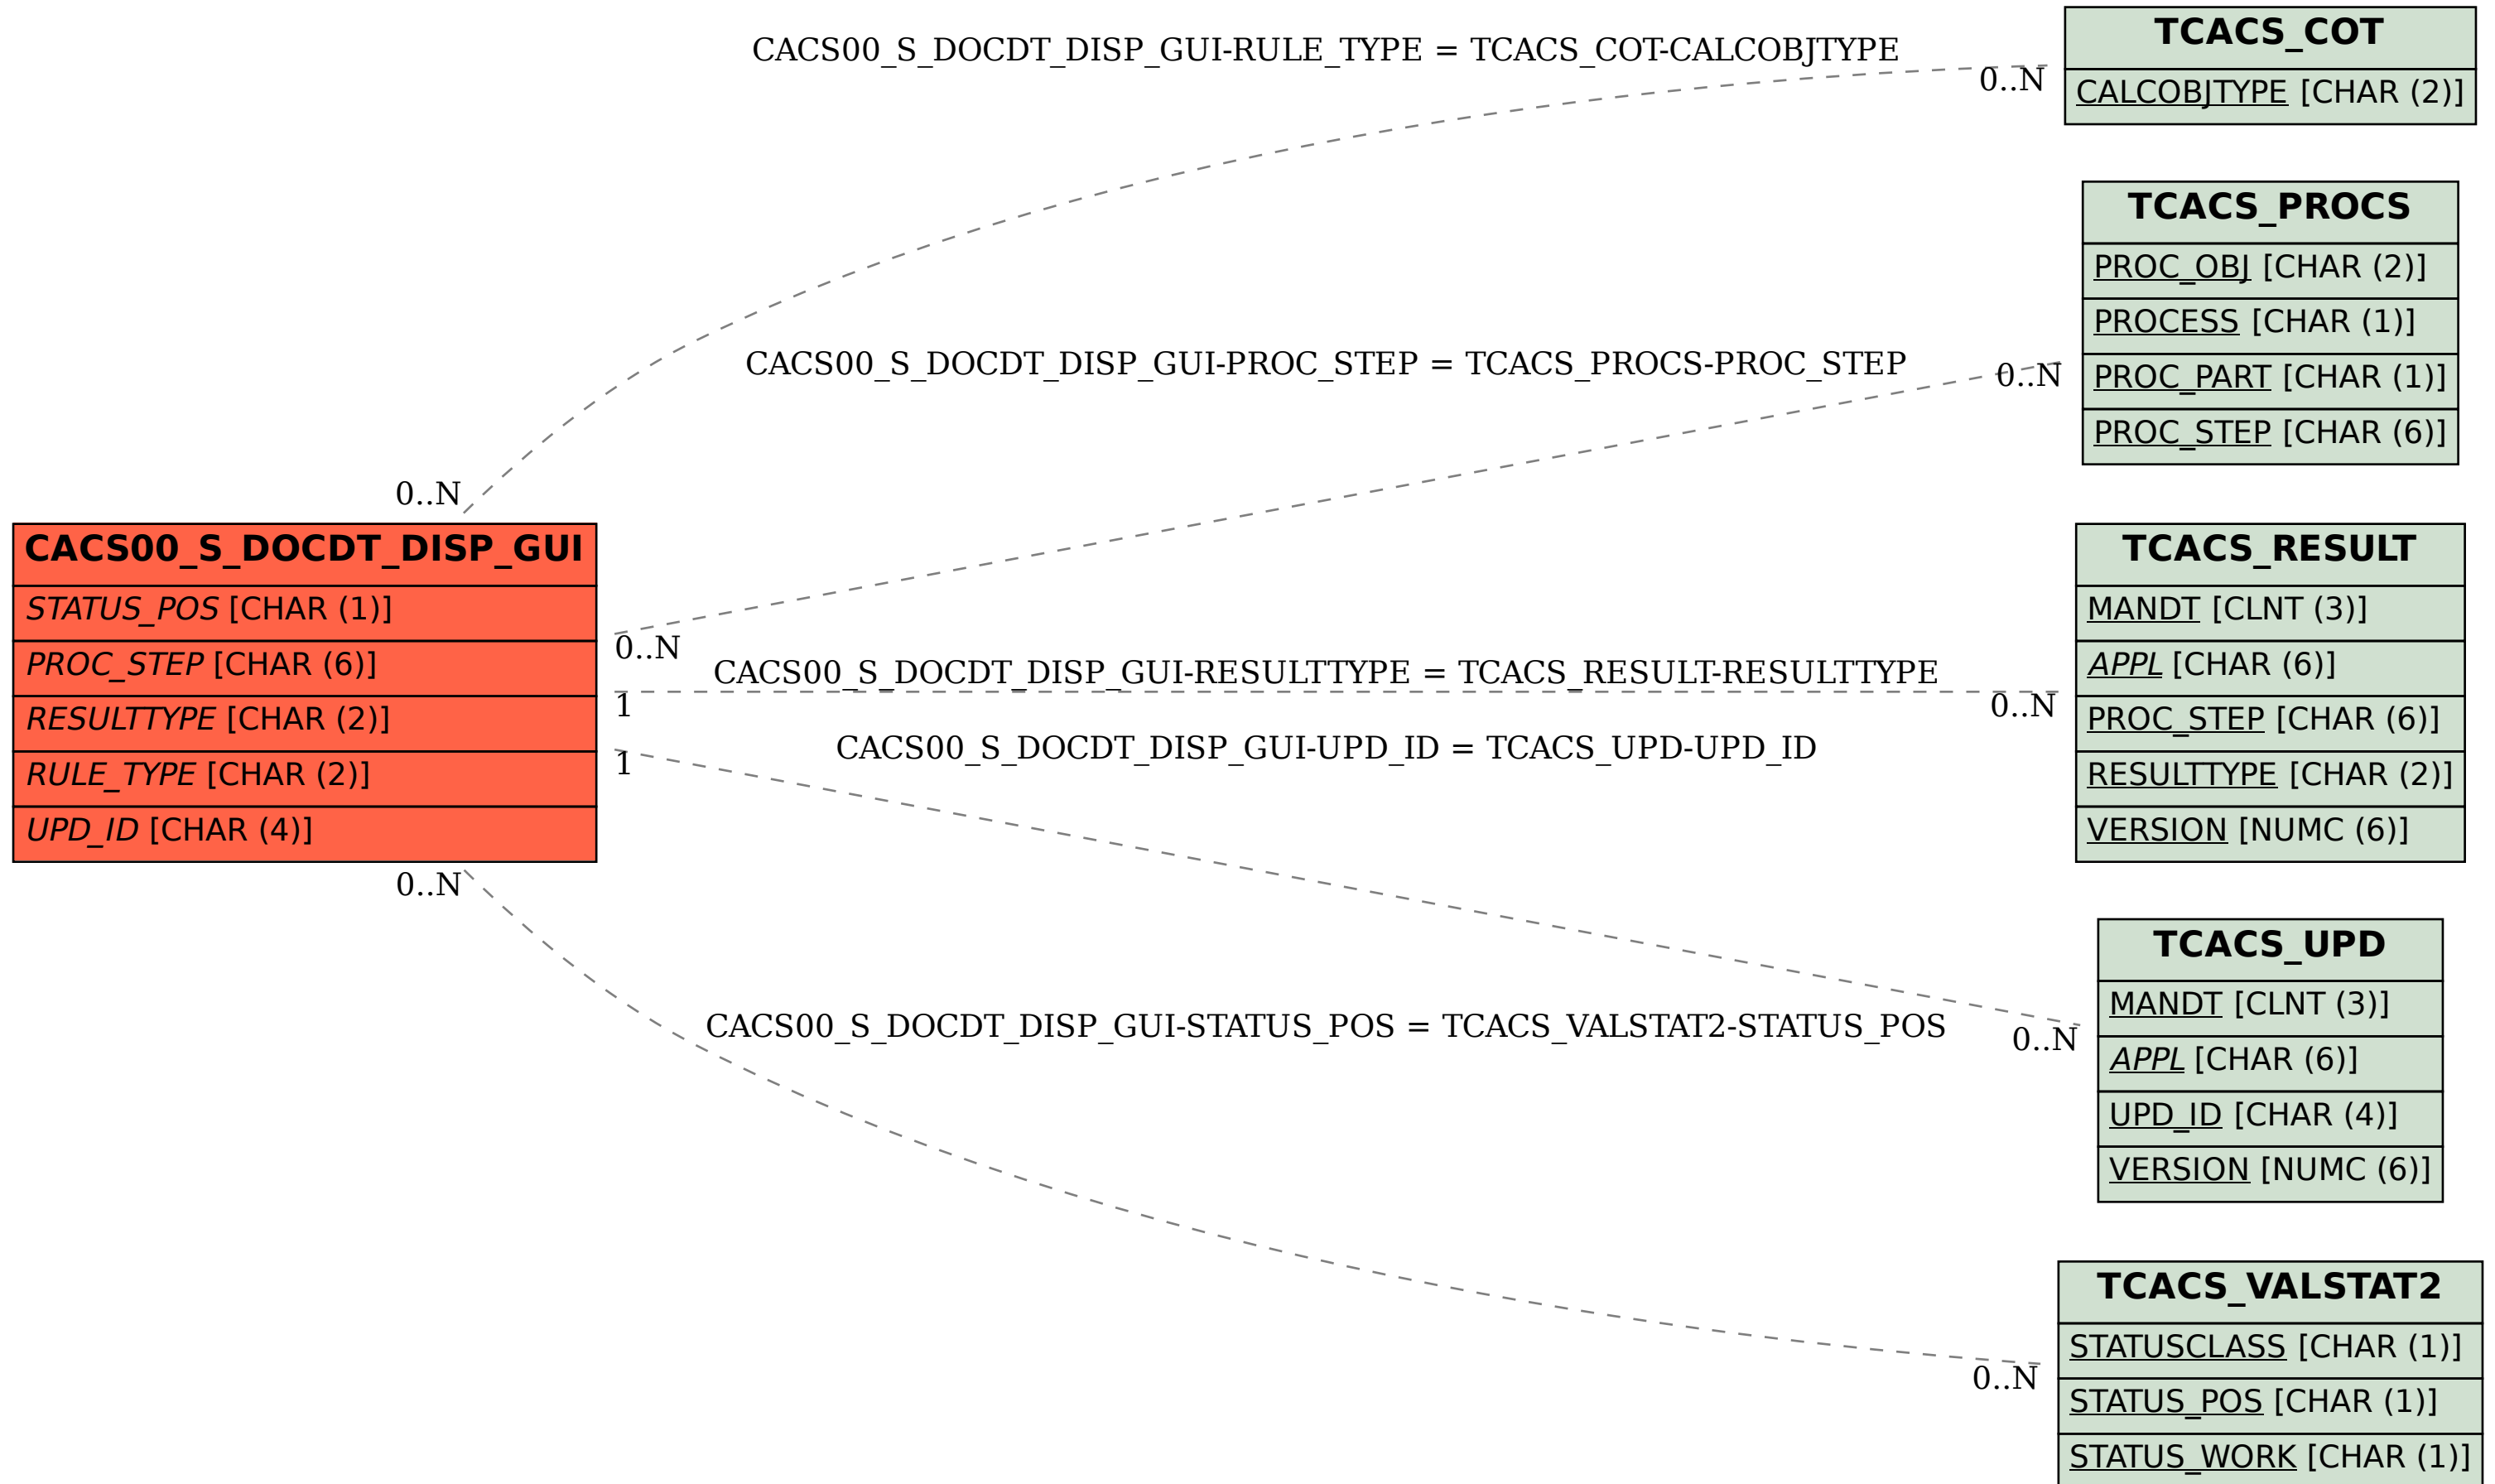 CACS00_S_DOCDT_DISP_GUI-RULE_TYPE = TCACS_COT-CALCOBJTYPE
0..N
0..N
TCACS_COT
CALCOBJTYPE [CHAR (2)]
CACS00_S_DOCDT_DISP_GUI-PROC_STEP = TCACS_PROCS-PROC_STEP
0..N
0..N
TCACS_PROCS
PROC_OBJ [CHAR (2)]
PROCESS [CHAR (1)]
PROC_PART [CHAR (1)]
PROC_STEP [CHAR (6)]
CACS00_S_DOCDT_DISP_GUI
STATUS_POS [CHAR (1)]
PROC_STEP [CHAR (6)]
RESULTTYPE [CHAR (2)]
RULE_TYPE [CHAR (2)]
UPD_ID [CHAR (4)]
CACS00_S_DOCDT_DISP_GUI-RESULTTYPE = TCACS_RESULT-RESULTTYPE
1
0..N
TCACS_RESULT
MANDT [CLNT (3)]
APPL [CHAR (6)]
PROC_STEP [CHAR (6)]
RESULTTYPE [CHAR (2)]
VERSION [NUMC (6)]
CACS00_S_DOCDT_DISP_GUI-UPD_ID = TCACS_UPD-UPD_ID
1
0..N
TCACS_UPD
MANDT [CLNT (3)]
APPL [CHAR (6)]
UPD_ID [CHAR (4)]
VERSION [NUMC (6)]
CACS00_S_DOCDT_DISP_GUI-STATUS_POS = TCACS_VALSTAT2-STATUS_POS
0..N
0..N
TCACS_VALSTAT2
STATUSCLASS [CHAR (1)]
STATUS_POS [CHAR (1)]
STATUS_WORK [CHAR (1)]